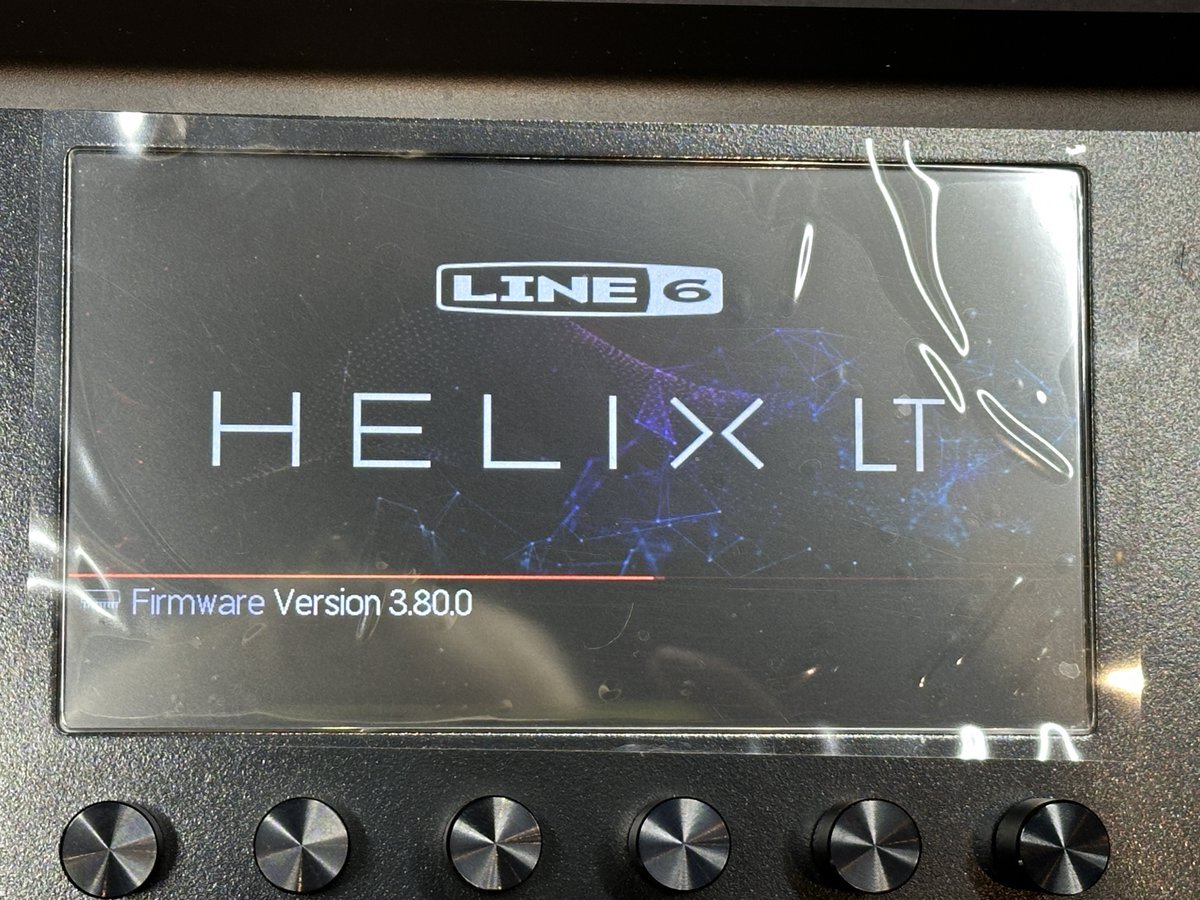 LINE 6
HELIX LT
Firmware Version 3.80.0